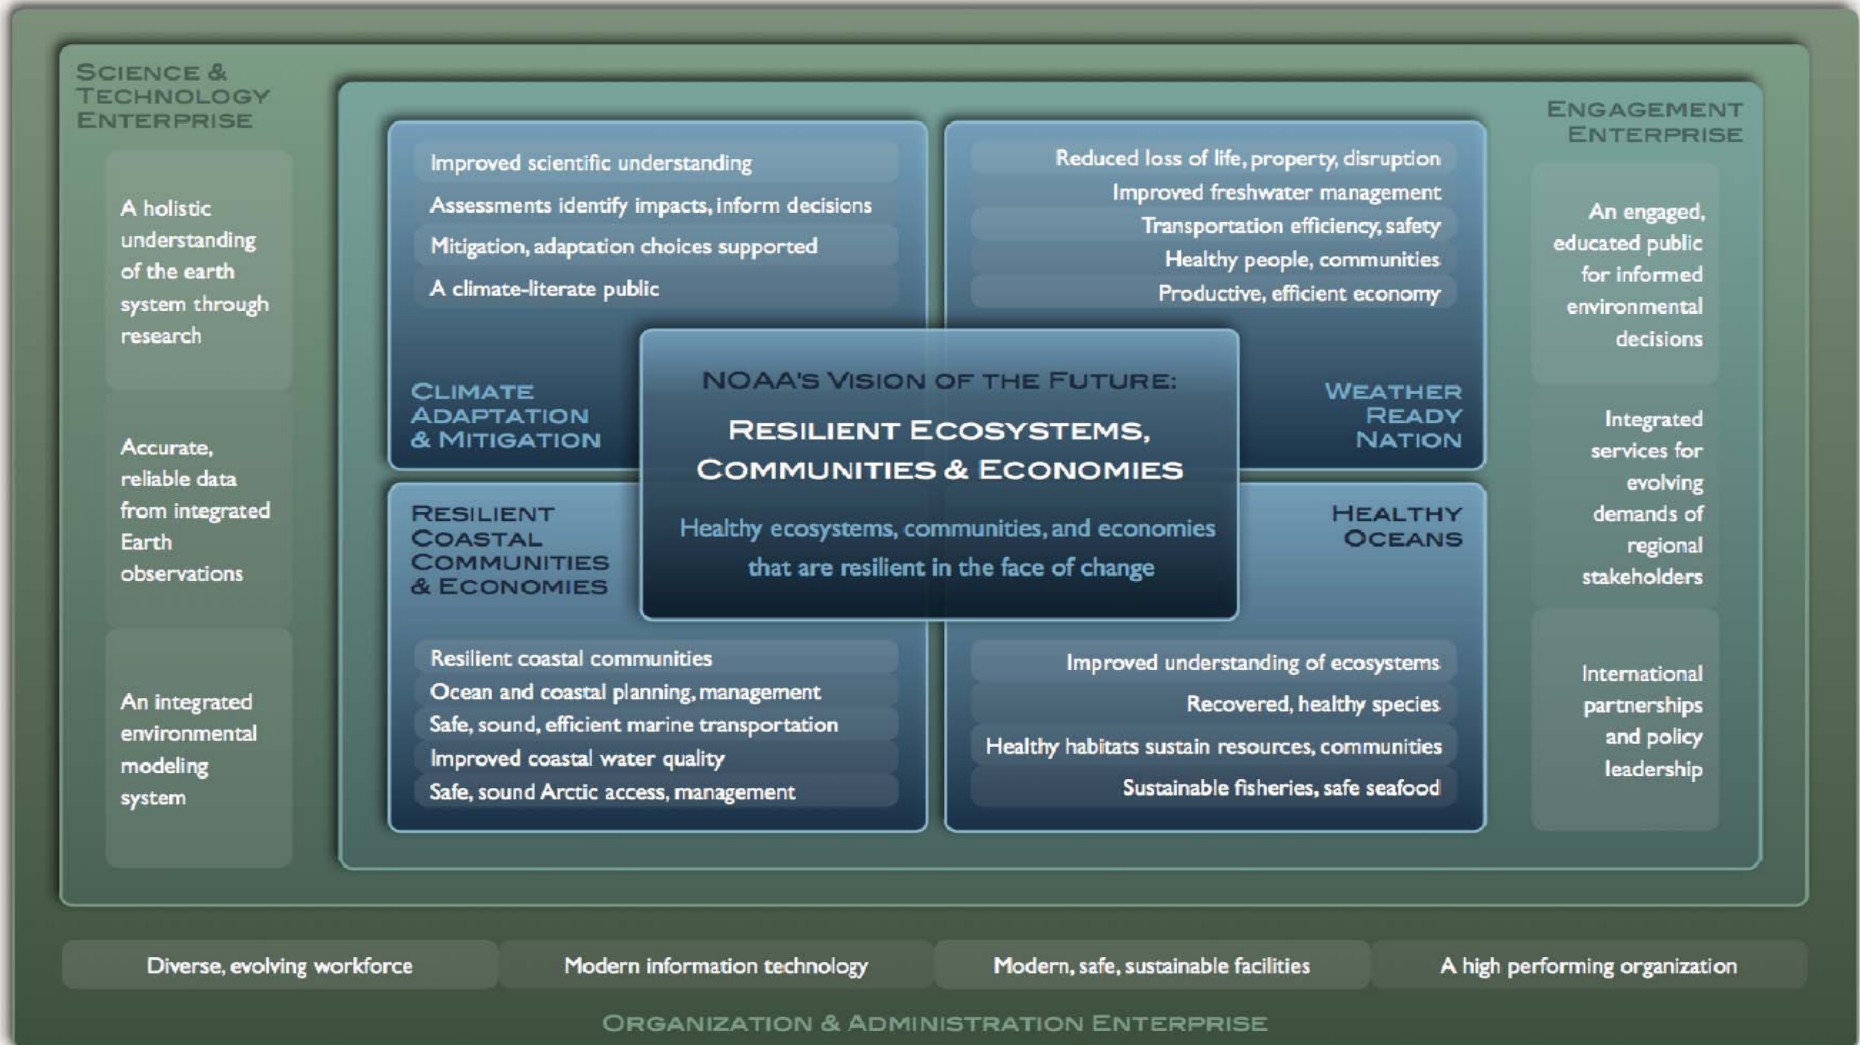 SCIENCE &
TECHNOLOGY
ENTERPRISE
A holistic
understanding
of the earth
system through
research
Accurate,
reliable data
from integrated
Earth
observations
An integrated
environmental
modeling
system
Improved scientific understanding
Assessments identify impacts, inform decisions
Mitigation, adaptation choices supported
A climate-literate public
CLIMATE
ADAPTATION
& MITIGATION
Reduced loss of life, property, disruption
Improved freshwater management
Transportation efficiency, safety
Healthy people, communities
Productive, efficient economy
WEATHER
READY
NATION
NOAA'S VISION OF THE FUTURE:
RESILIENT ECOSYSTEMS,
COMMUNITIES & ECONOMIES
Healthy ecosystems, communities, and economies
that are resilient in the face of change
RESILIENT
COASTAL
COMMUNITIES
& ECONOMIES
Resilient coastal communities
Ocean and coastal planning, management
Safe, sound, efficient marine transportation
Improved coastal water quality
Safe, sound Arctic access, management
HEALTHY
OCEANS
Improved understanding of ecosystems
Recovered, healthy species
Healthy habitats sustain resources, communities
Sustainable fisheries, safe seafood
ENGAGEMENT
ENTERPRISE
An engaged,
educated public
for informed
environmental
decisions
Integrated
services for
evolving
demands of
regional
stakeholders
International
partnerships
and policy
leadership
Diverse, evolving workforce
Modern information technology
Modern, safe, sustainable facilities
A high performing organization
ORGANIZATION & ADMINISTRATION ENTERPRISE